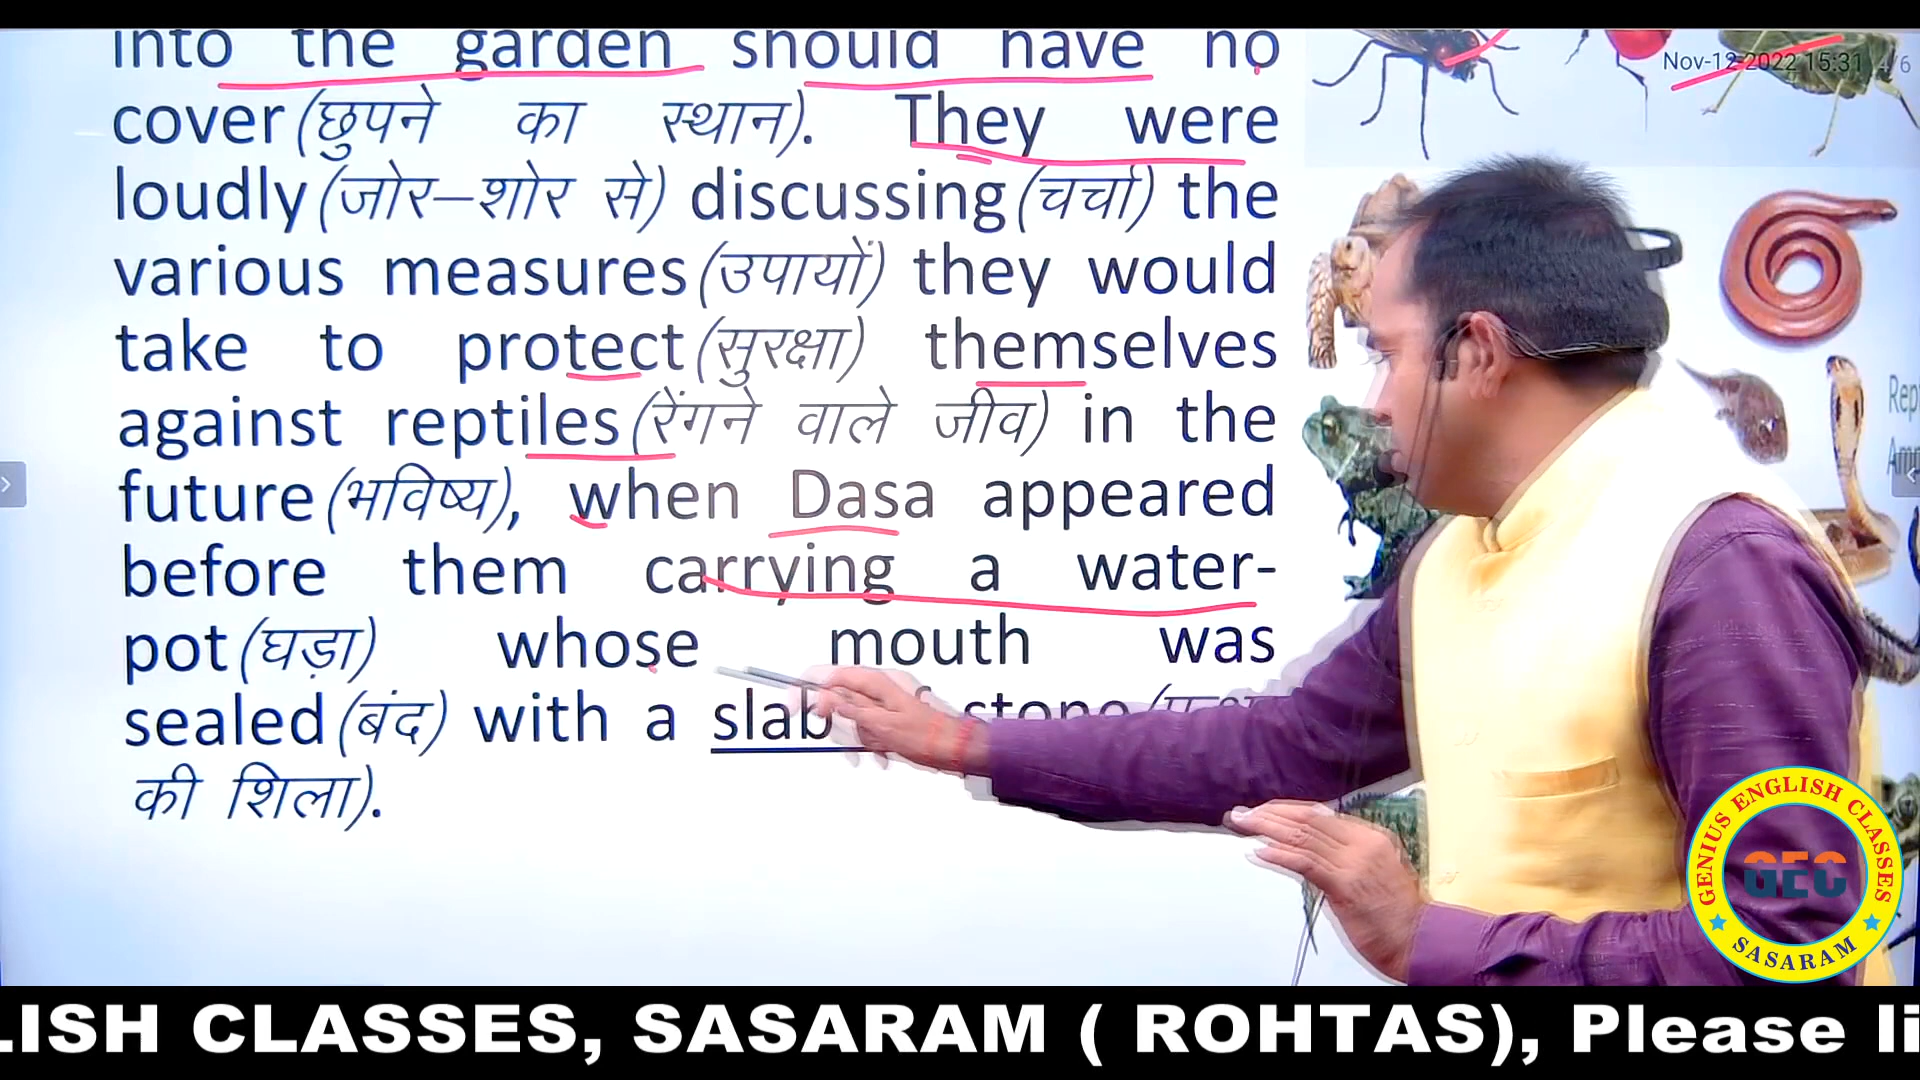 into the garden should have no
cover(छुपने का स्थान). They were
loudly(जोर–शोर से) discussing(चर्चा) the
various measures(उपायों) they would
take to protect(सुरक्षा) themselves
against reptiles(रेंगने वाले जीव) in the
future(भविष्य), when Dasa appeared
before them carrying a water-
pot(घड़ा) whose mouth was
sealed(बंद) with a slab stone
की शिला).
Nov-12-2022 15:31 4/6
GENIUS ENGLISH CLASSES
GEC
SASARAM
LISH CLASSES, SASARAM ( ROHTAS), Please li